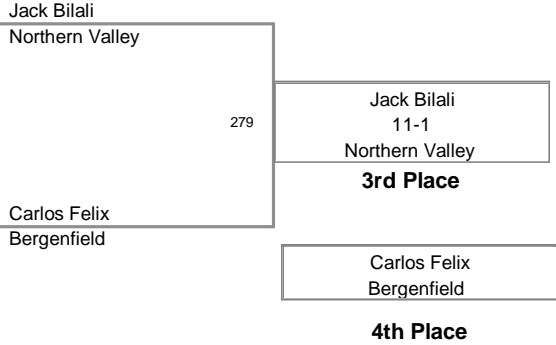 Jack Bilali
Northern Valley
279
Jack Bilali
11-1
Northern Valley
3rd Place
Carlos Felix
Bergenfield
Carlos Felix
Bergenfield
4th Place